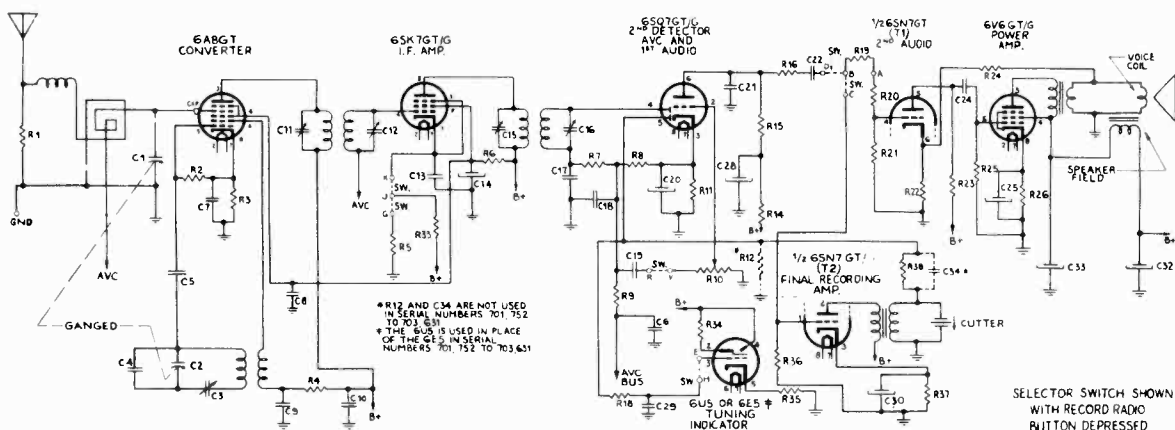 6A8GT
CONVERTER
6SK7GT/G
I.F. AMP.
6SQ7GT/G
2ND DETECTOR
AVC AND
1ST AUDIO
1/2 6SN7GT
(T1)
2ND AUDIO
6V6 GT/G
POWER
AMP.
VOICE
COIL
SPEAKER
FIELD
R1
GND
AVC
C1
GANGED
C4
C2
C3
C5
R2
C7
R3
C8
C9
R4
C10
B+
C11
C12
AVC
SW.
SW
G
R5
C13
C14
R6
R33
B+
C15
B+
C16
C17
R7
C18
R8
C20
R11
C19
SW.
R
R10
R9
C6
AVC
BUS
R18
C29
C21
C28
R15
R14
B+
*R12
R16
C22
SW.
B
SW.
C
R19
A
R20
R21
R22
C24
R23
B+
R24
R25
C25
R26
C33
C32
B+
*R12 AND C34 ARE NOT USED
IN SERIAL NUMBERS 701,752
TO 703,631
* THE 6U5 IS USED IN PLACE
OF THE 6E5 IN SERIAL
NUMBERS 701,752 TO 703,631
B+
R34
E
SW
H
R35
6U5 OR 6E5 *
TUNING
INDICATOR
1/2 6SN7 GT/
(T2)
FINAL RECORDING
AMP.
R36
C30
R37
B+
R38
C34 *
CUTTER
SELECTOR SWITCH SHOWN
WITH RECORD RADIO
BUTTON DEPRESSED